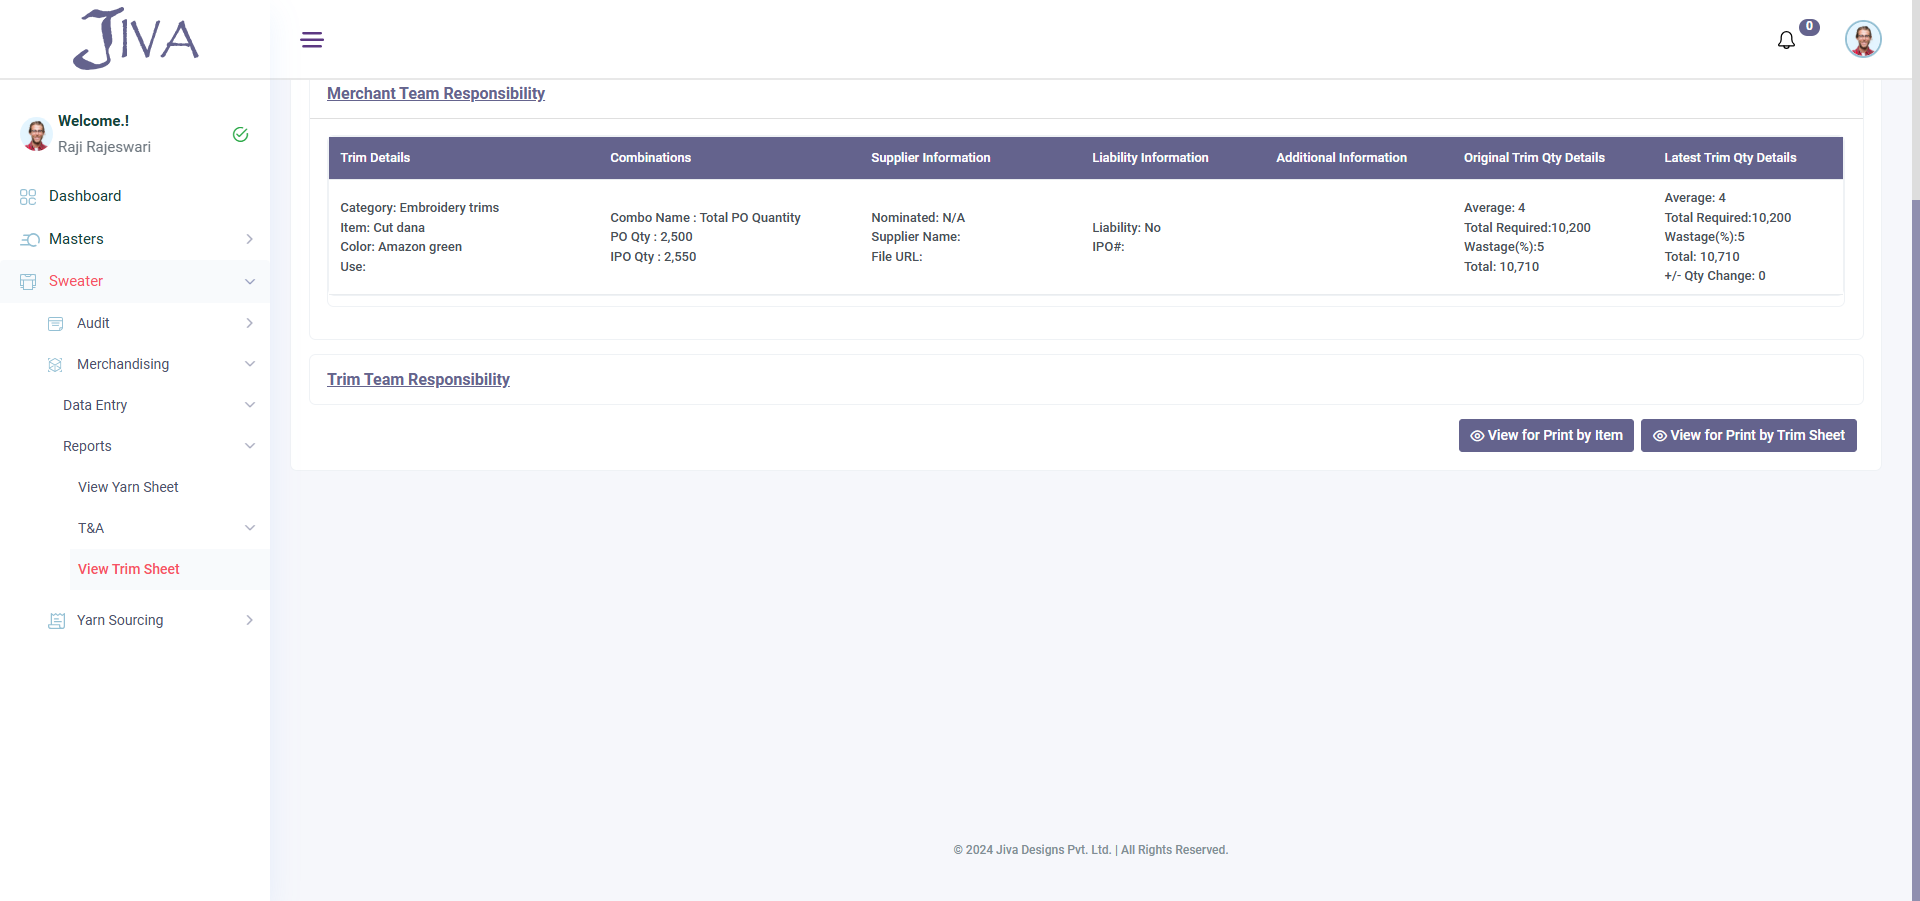 JIVA
0
Welcome.!
Raji Rajeswari
Dashboard
Masters
Sweater
Audit
Merchandising
Data Entry
Reports
View Yarn Sheet
T&A
View Trim Sheet
Yarn Sourcing
Merchant Team Responsibility
Trim Details Combinations Supplier Information Liability Information Additional Information Original Trim Qty Details Latest Trim Qty Details
Category: Embroidery trims
Item: Cut dana
Color: Amazon green
Use:
Combo Name : Total PO Quantity
PO Qty : 2,500
IPO Qty : 2,550
Nominated: N/A
Supplier Name:
File URL:
Liability: No
IPO#:
Average: 4
Total Required:10,200
Wastage(%):5
Total: 10,710
Average: 4
Total Required:10,200
Wastage(%):5
Total: 10,710
+/- Qty Change: 0
Trim Team Responsibility
View for Print by Item
View for Print by Trim Sheet
© 2024 Jiva Designs Pvt. Ltd. | All Rights Reserved.